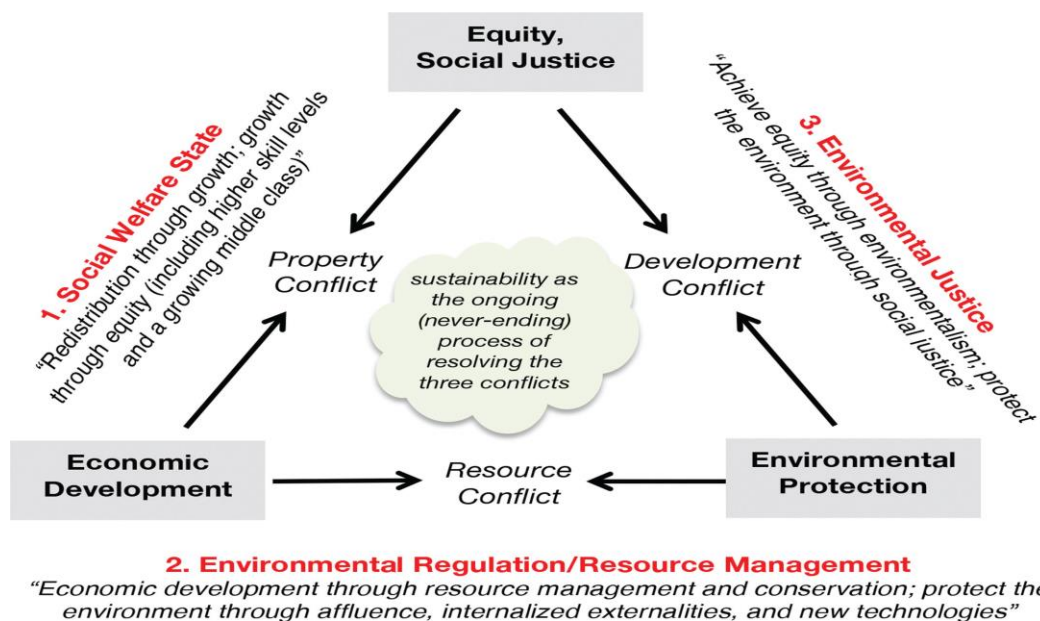 Equity,
Social Justice
1. Social Welfare State
“Redistribution through growth; growth
through equity (including higher skill levels
and a growing middle class)”
3. Environmental Justice
“Achieve equity through environmentalism; protect
the environment through social justice”
Property
Conflict
sustainability as
the ongoing
(never-ending)
process of
resolving the
three conflicts
Development
Conflict
Economic
Development
Resource
Conflict
Environmental
Protection
2. Environmental Regulation/Resource Management
“Economic development through resource management and conservation; protect the
environment through affluence, internalized externalities, and new technologies”